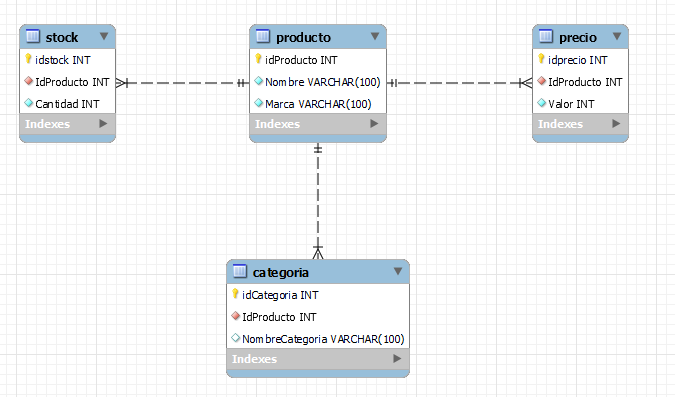 stock
idstock INT
IdProducto INT
Cantidad INT
Indexes
producto
idProducto INT
Nombre VARCHAR(100)
Marca VARCHAR(100)
Indexes
precio
idprecio INT
IdProducto INT
Valor INT
Indexes
categoria
idCategoria INT
IdProducto INT
NombreCategoria VARCHAR(100)
Indexes